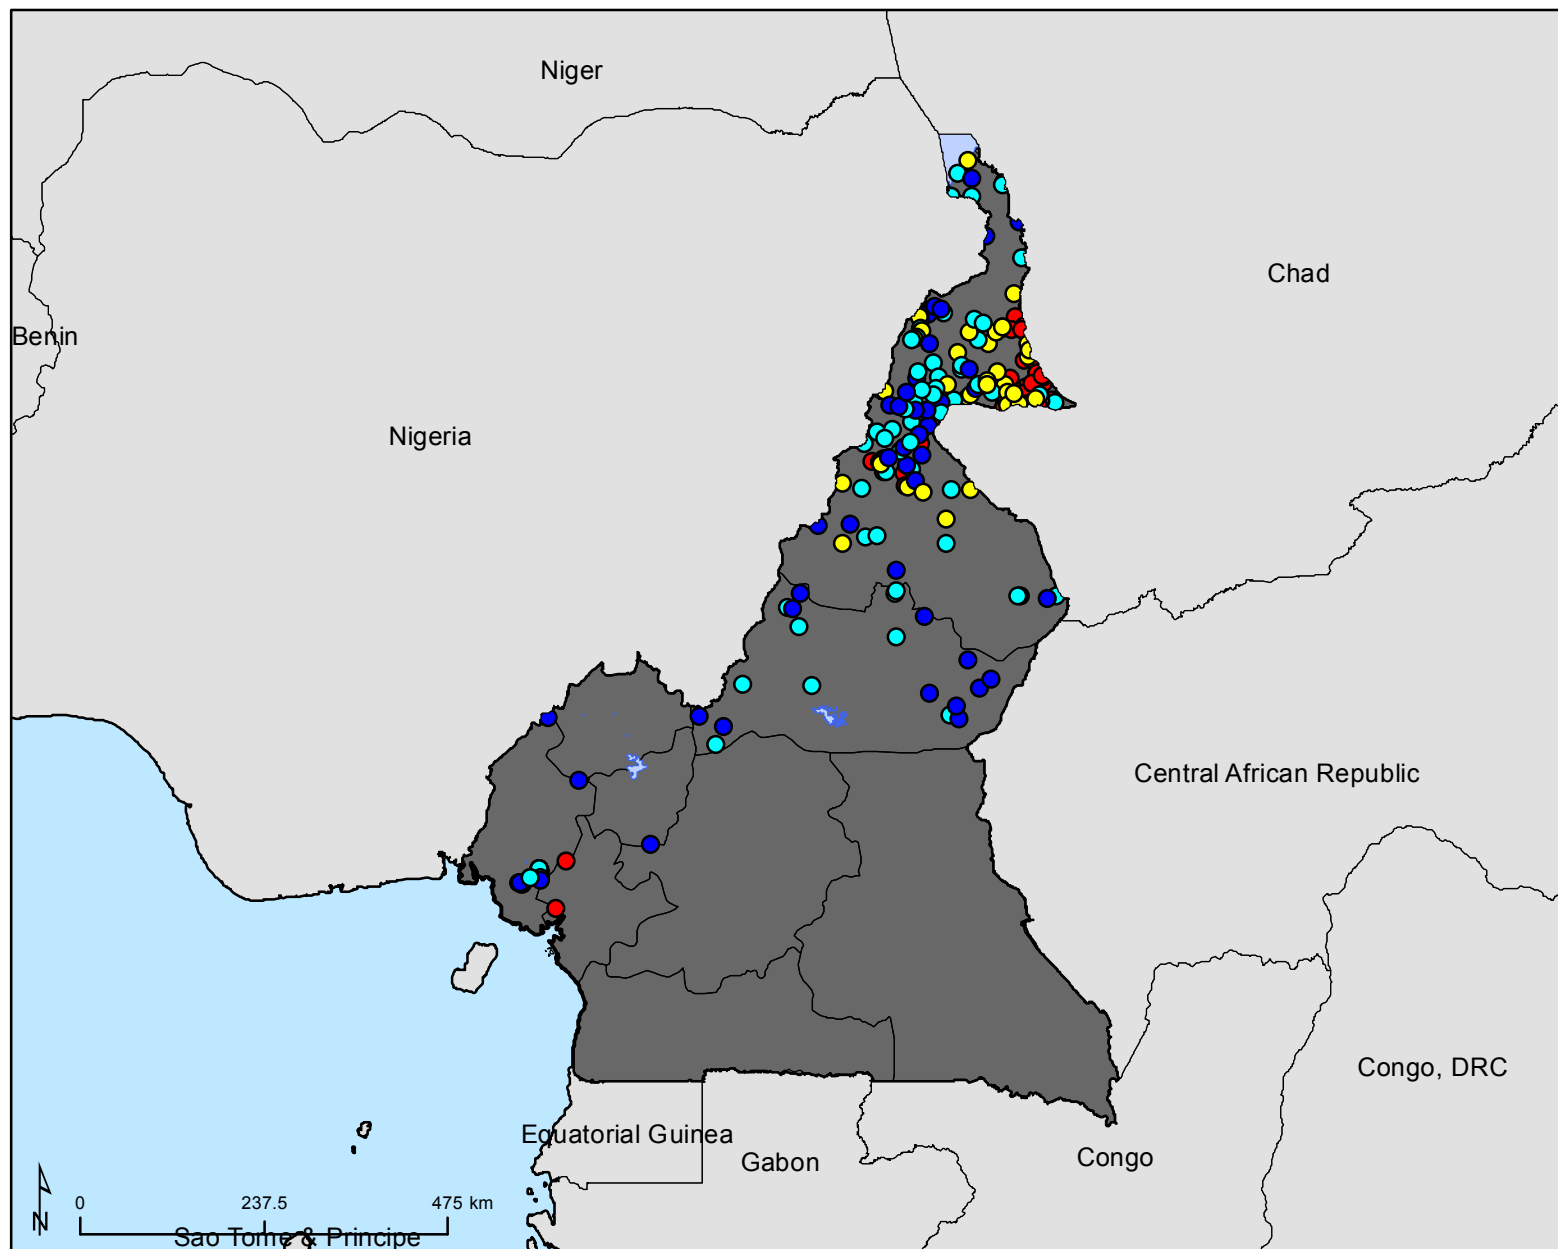 Niger
Chad
Benin
Nigeria
Central African Republic
Congo, DRC
Equatorial Guinea
Gabon
Congo
0 237.5 475 km
N
Sao Tome & Principe